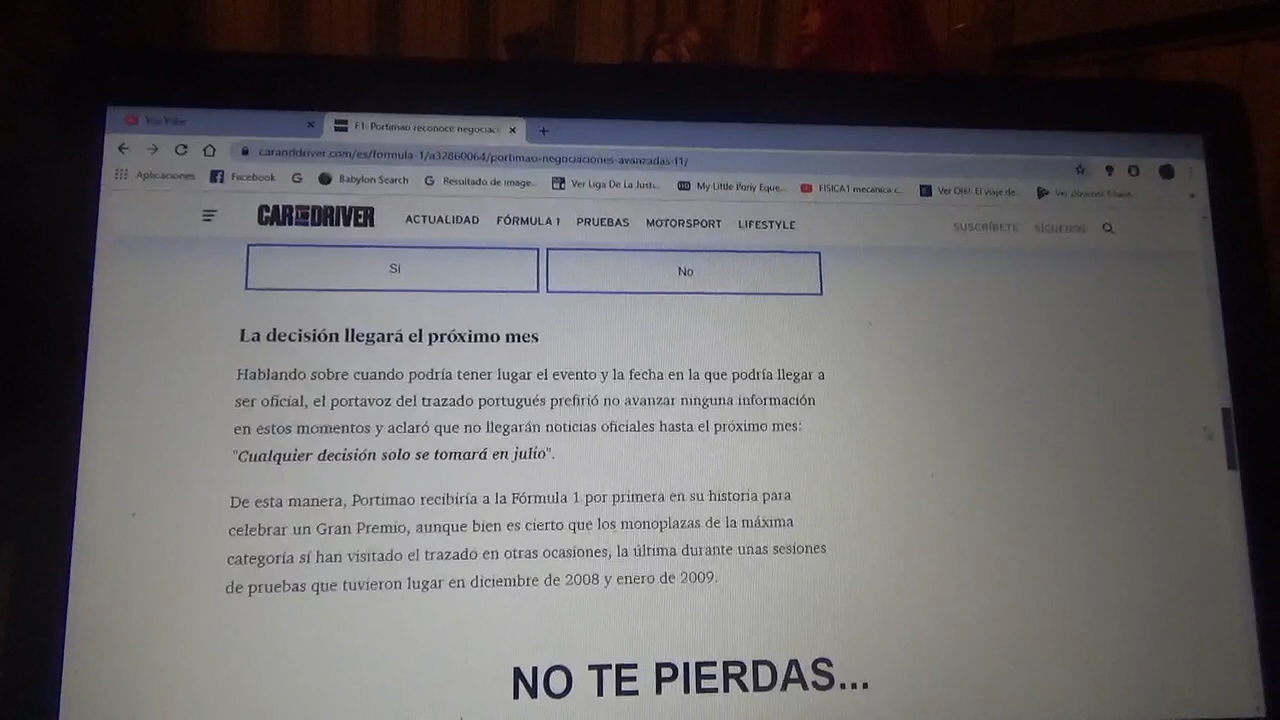 You Tube
F1: Portimao reconoce negociaci
caranddriver.com/es/formula-1/a32860064/portimao-negociaciones-avanzadas-f1/
Aplicaciones Facebook Babylon Search Resultado de image... Ver Liga De La Justi... My Little Pony Eque... FISICA1 mecanica c... Ver Olé!. El viaje de...
CAR AND DRIVER ACTUALIDAD FÓRMULA 1 PRUEBAS MOTORSPORT LIFESTYLE SUSCRÍBETE SÍGUENOS
Sí No
La decisión llegará el próximo mes
Hablando sobre cuando podría tener lugar el evento y la fecha en la que podría llegar a
ser oficial, el portavoz del trazado portugués prefirió no avanzar ninguna información
en estos momentos y aclaró que no llegarán noticias oficiales hasta el próximo mes:
"Cualquier decisión solo se tomará en julio".
De esta manera, Portimao recibiría a la Fórmula 1 por primera en su historia para
celebrar un Gran Premio, aunque bien es cierto que los monoplazas de la máxima
categoría sí han visitado el trazado en otras ocasiones, la última durante unas sesiones
de pruebas que tuvieron lugar en diciembre de 2008 y enero de 2009.
NO TE PIERDAS...